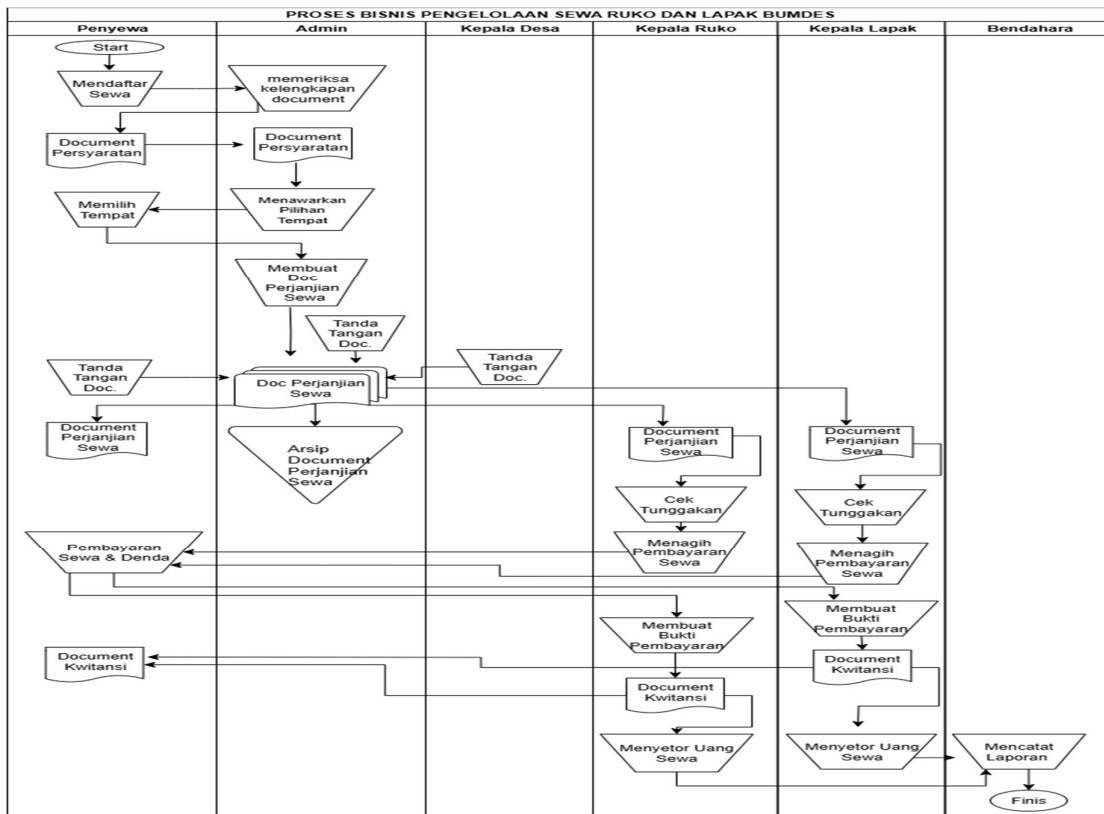 PROSES BISNIS PENGELOLAAN SEWA RUKO DAN LAPAK BUMDES
Penyewa
Admin
Kepala Desa
Kepala Ruko
Kepala Lapak
Bendahara
Start
Mendaftar
Sewa
memeriksa
kelengkapan
document
Document
Persyaratan
Document
Persyaratan
Memilih
Tempat
Menawarkan
Pilihan
Tempat
Membuat
Doc
Perjanjian
Sewa
Tanda
Tangan
Doc.
Tanda
Tangan
Doc.
Doc Perjanjian
Sewa
Tanda
Tangan
Doc.
Document
Perjanjian
Sewa
Arsip
Document
Perjanjian
Sewa
Document
Perjanjian
Sewa
Document
Perjanjian
Sewa
Cek
Tunggakan
Cek
Tunggakan
Pembayaran
Sewa & Denda
Menagih
Pembayaran
Sewa
Menagih
Pembayaran
Sewa
Membuat
Bukti
Pembayaran
Membuat
Bukti
Pembayaran
Document
Kwitansi
Document
Kwitansi
Document
Kwitansi
Menyetor Uang
Sewa
Menyetor Uang
Sewa
Mencatat
Laporan
Finis